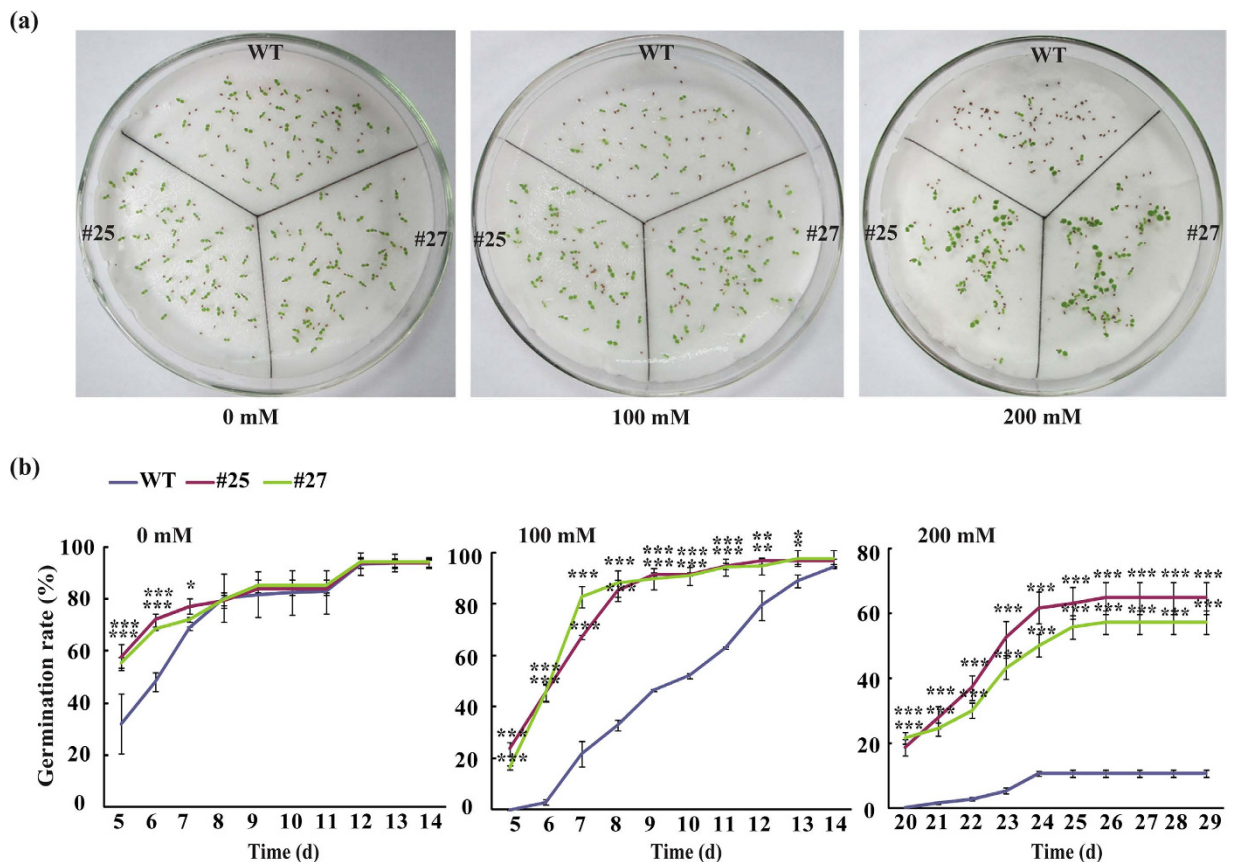 (a)
WT WT WT
#25 #27 #25 #27 #25 #27
0 mM 100 mM 200 mM
(b)
WT #25 #27
0 mM
Germination rate (%)
100
80
60
40
20
0
*** *** *
*** ***
5 6 7 8 9 10 11 12 13 14
Time (d)
100 mM
100
80
60
40
20
0
*** *** *** *** *** *** *** ** *
*** *** *** *** *** *** *** ** *
5 6 7 8 9 10 11 12 13 14
Time (d)
200 mM
80
60
40
20
0
*** *** *** *** *** *** *** *** *** ***
*** *** *** *** *** *** *** *** *** ***
20 21 22 23 24 25 26 27 28 29
Time (d)